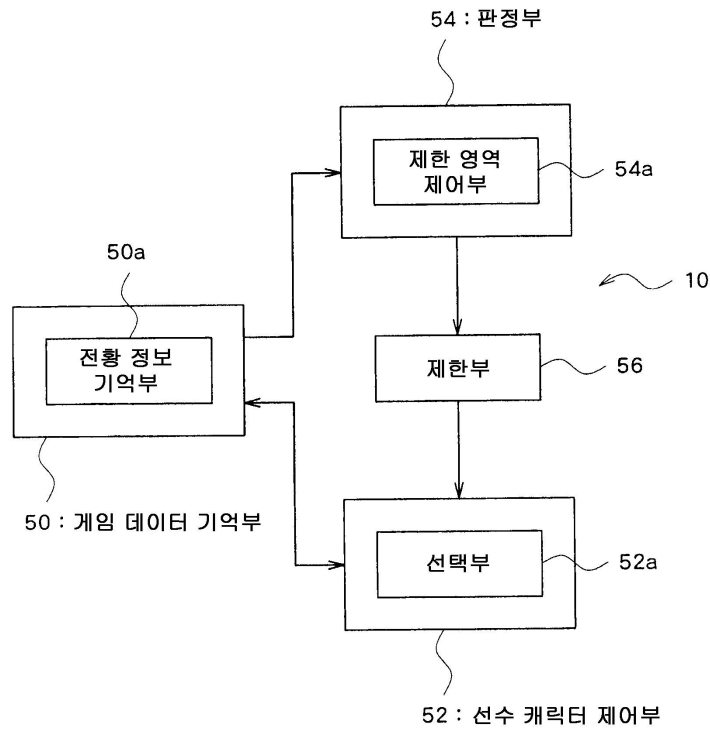 54 : 판정부
제한 영역
제어부
54a
50a
10
전황 정보
기억부
제한부
56
50 : 게임 데이터 기억부
선택부
52a
52 : 선수 캐릭터 제어부